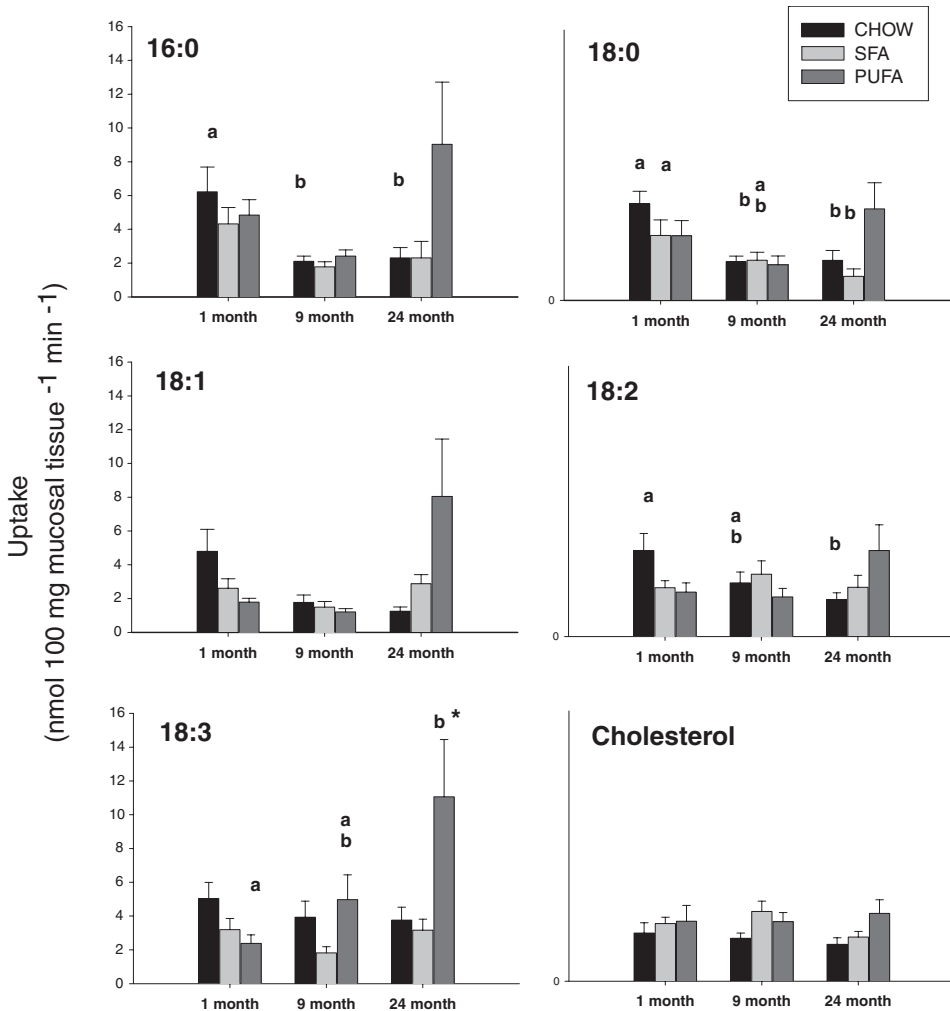 16:0
16
14
12
10
8
6
4
2
0
a
b
b
1 month
9 month
24 month
18:0
CHOW
SFA
PUFA
a a
a
b b
b b
0
1 month
9 month
24 month
Uptake
(nmol 100 mg mucosal tissue -1 min -1)
18:1
16
14
12
10
8
6
4
2
0
1 month
9 month
24 month
18:2
a
a
b
b
0
1 month
9 month
24 month
18:3
16
14
12
10
8
6
4
2
0
a
a
b
b *
1 month
9 month
24 month
Cholesterol
0
1 month
9 month
24 month